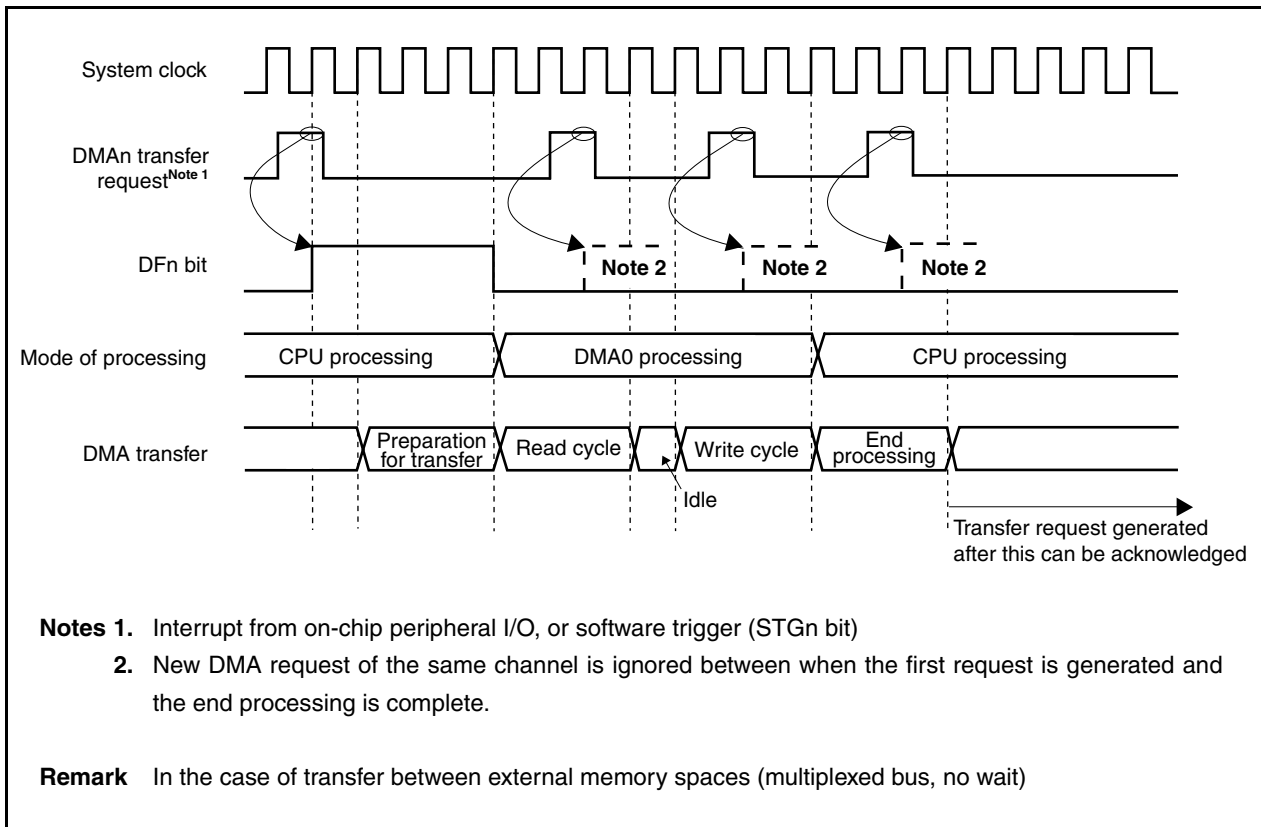 System clock
DMAn transfer
request Note 1
DFn bit
Note 2
Note 2
Note 2
Mode of processing
CPU processing
DMA0 processing
CPU processing
DMA transfer
Preparation
for transfer
Read cycle
Idle
Write cycle
End
processing
Transfer request generated
after this can be acknowledged
Notes 1. Interrupt from on-chip peripheral I/O, or software trigger (STGn bit)
2. New DMA request of the same channel is ignored between when the first request is generated and
the end processing is complete.
Remark In the case of transfer between external memory spaces (multiplexed bus, no wait)